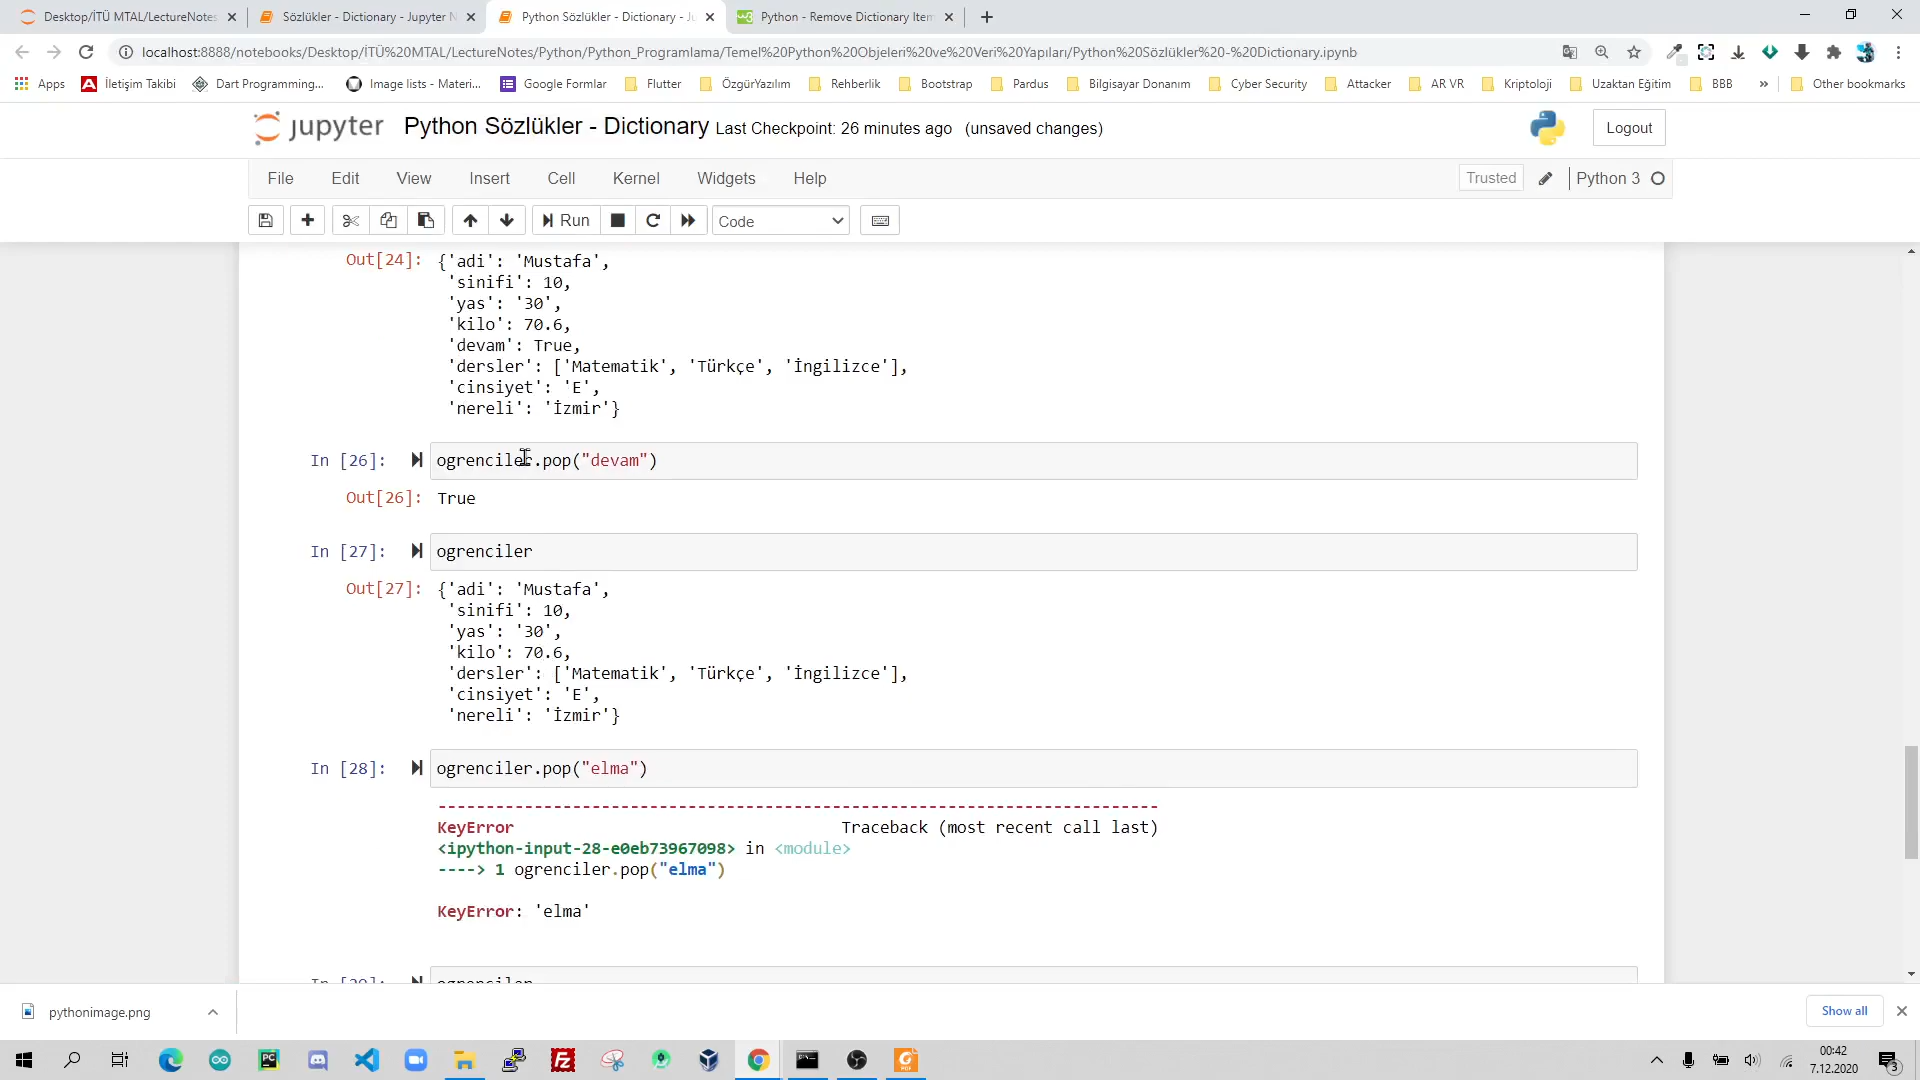 Desktop/İTÜ MTAL/LectureNotes
Sözlükler - Dictionary - Jupyter N
Python Sözlükler - Dictionary - Ju
Python - Remove Dictionary Item
localhost:8888/notebooks/Desktop/İTÜ%20MTAL/LectureNotes/Python/Python_Programlama/Temel%20Python%20Objeleri%20ve%20Veri%20Yapıları/Python%20Sözlükler%20-%20Dictionary.ipynb
Apps İletişim Takibi Dart Programming... Image lists - Materi... Google Formlar Flutter ÖzgürYazılım Rehberlik Bootstrap Pardus Bilgisayar Donanım Cyber Security Attacker AR VR Kriptoloji Uzaktan Eğitim BBB » Other bookmarks
jupyter Python Sözlükler - Dictionary Last Checkpoint: 26 minutes ago (unsaved changes) Logout
File Edit View Insert Cell Kernel Widgets Help Trusted Python 3
Run Code
Out[24]: {'adi': 'Mustafa',
'sinifi': 10,
'yas': '30',
'kilo': 70.6,
'devam': True,
'dersler': ['Matematik', 'Türkçe', 'İngilizce'],
'cinsiyet': 'E',
'nereli': 'İzmir'}
In [26]: ogrenciler.pop("devam")
Out[26]: True
In [27]: ogrenciler
Out[27]: {'adi': 'Mustafa',
'sinifi': 10,
'yas': '30',
'kilo': 70.6,
'dersler': ['Matematik', 'Türkçe', 'İngilizce'],
'cinsiyet': 'E',
'nereli': 'İzmir'}
In [28]: ogrenciler.pop("elma")
---------------------------------------------------------------------------
KeyError Traceback (most recent call last)
<ipython-input-28-e0eb73967098> in <module>
----> 1 ogrenciler.pop("elma")
KeyError: 'elma'
In [29]: ogrenciler
pythonimage.png Show all
00:42
7.12.2020
3